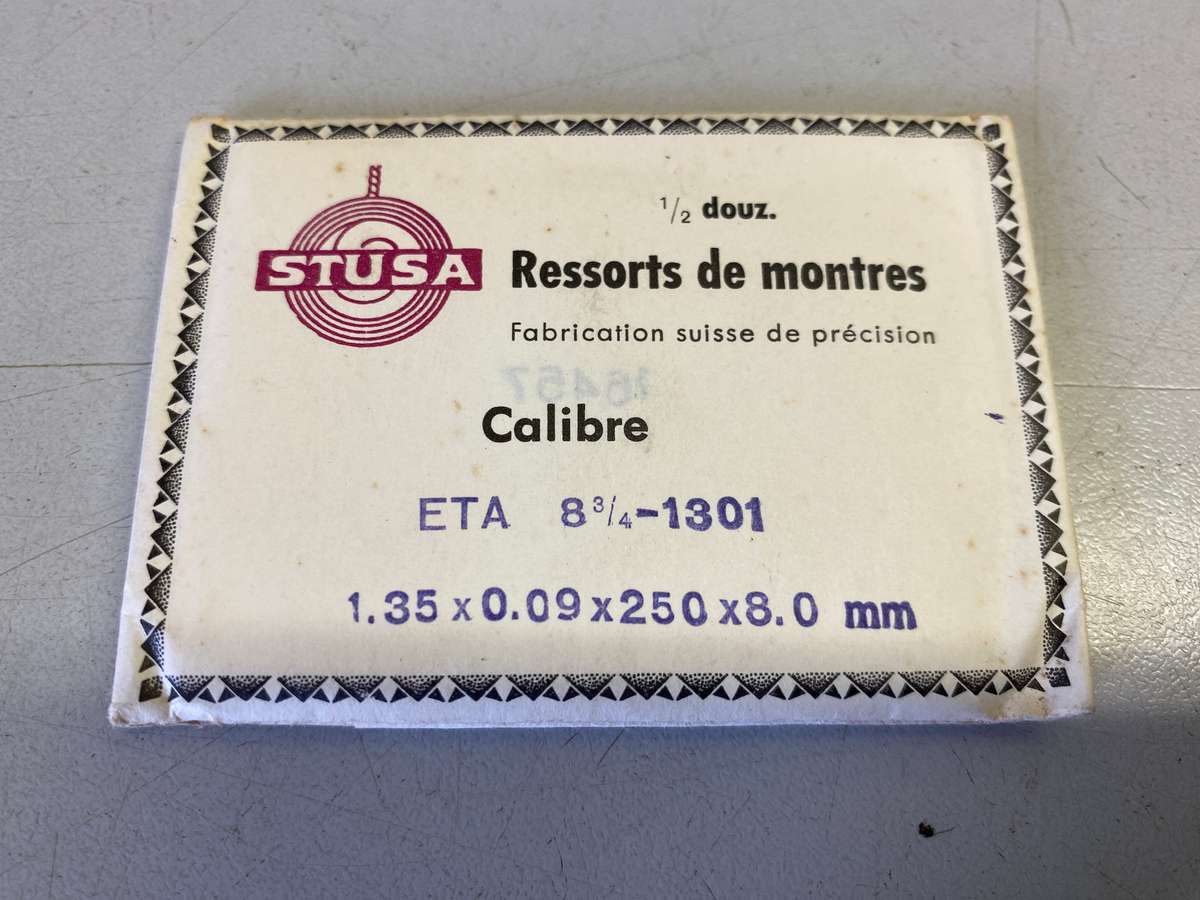 STUSA
½ douz.
Ressorts de montres
Fabrication suisse de précision
Calibre
ETA 8¾-1301
1.35 x 0.09 x 250 x 8.0 mm